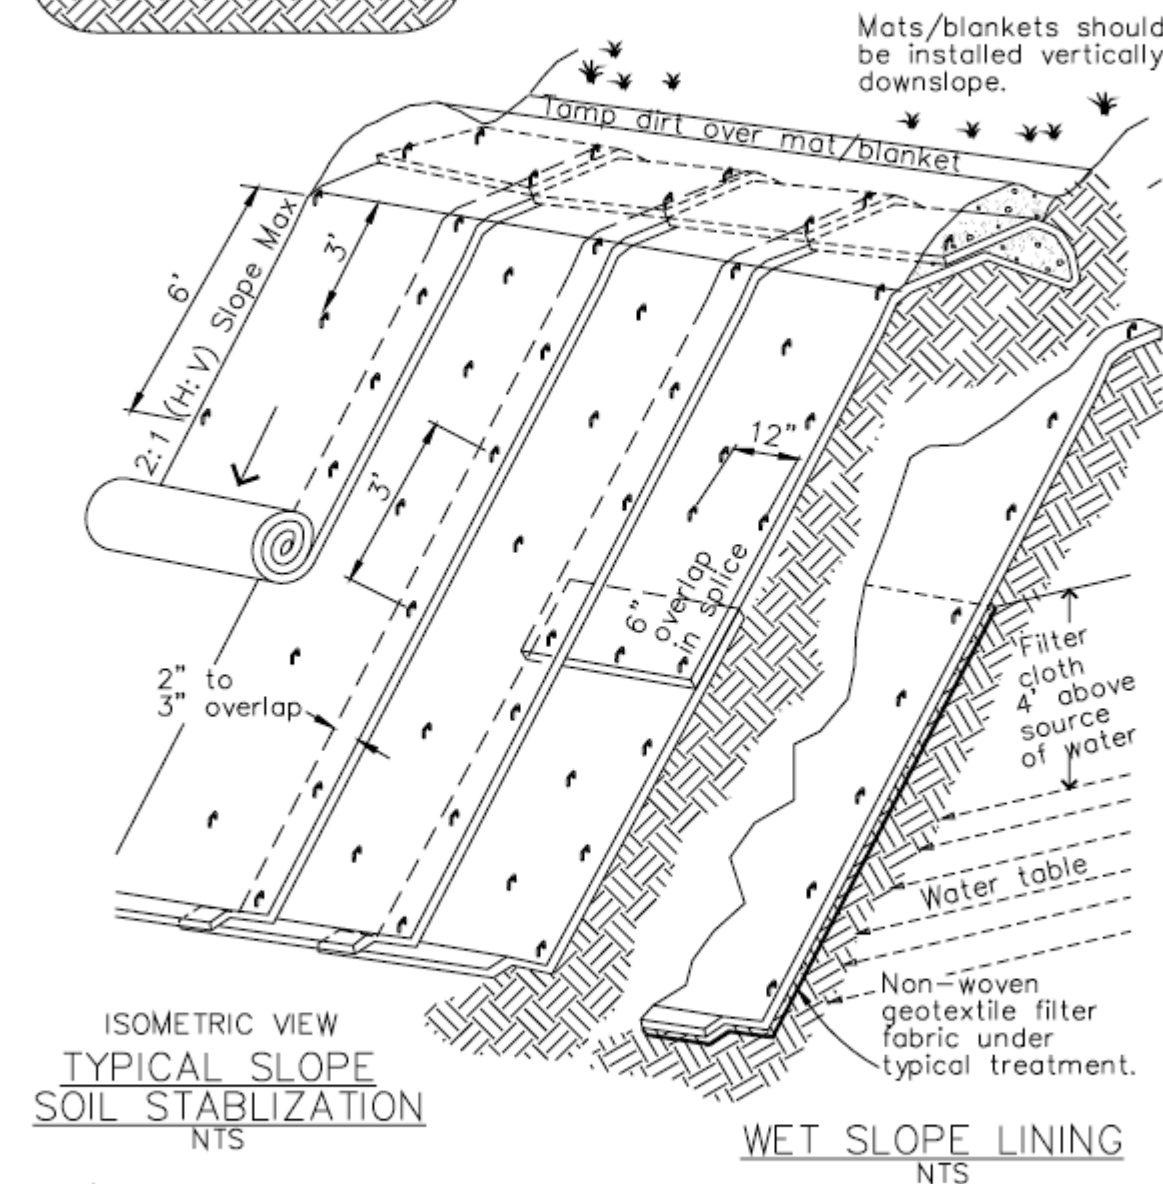 Mats/blankets should
be installed vertically
downslope.
Tamp dirt over mat/blanket
6'
2:1 (H:V) Slope Max
3'
3'
12"
6"
overlap
in splice
2" to
3" overlap
Filter
cloth
4' above
source
of water
Water table
Non-woven
geotextile filter
fabric under
typical treatment.
ISOMETRIC VIEW
TYPICAL SLOPE
SOIL STABLIZATION
NTS
WET SLOPE LINING
NTS